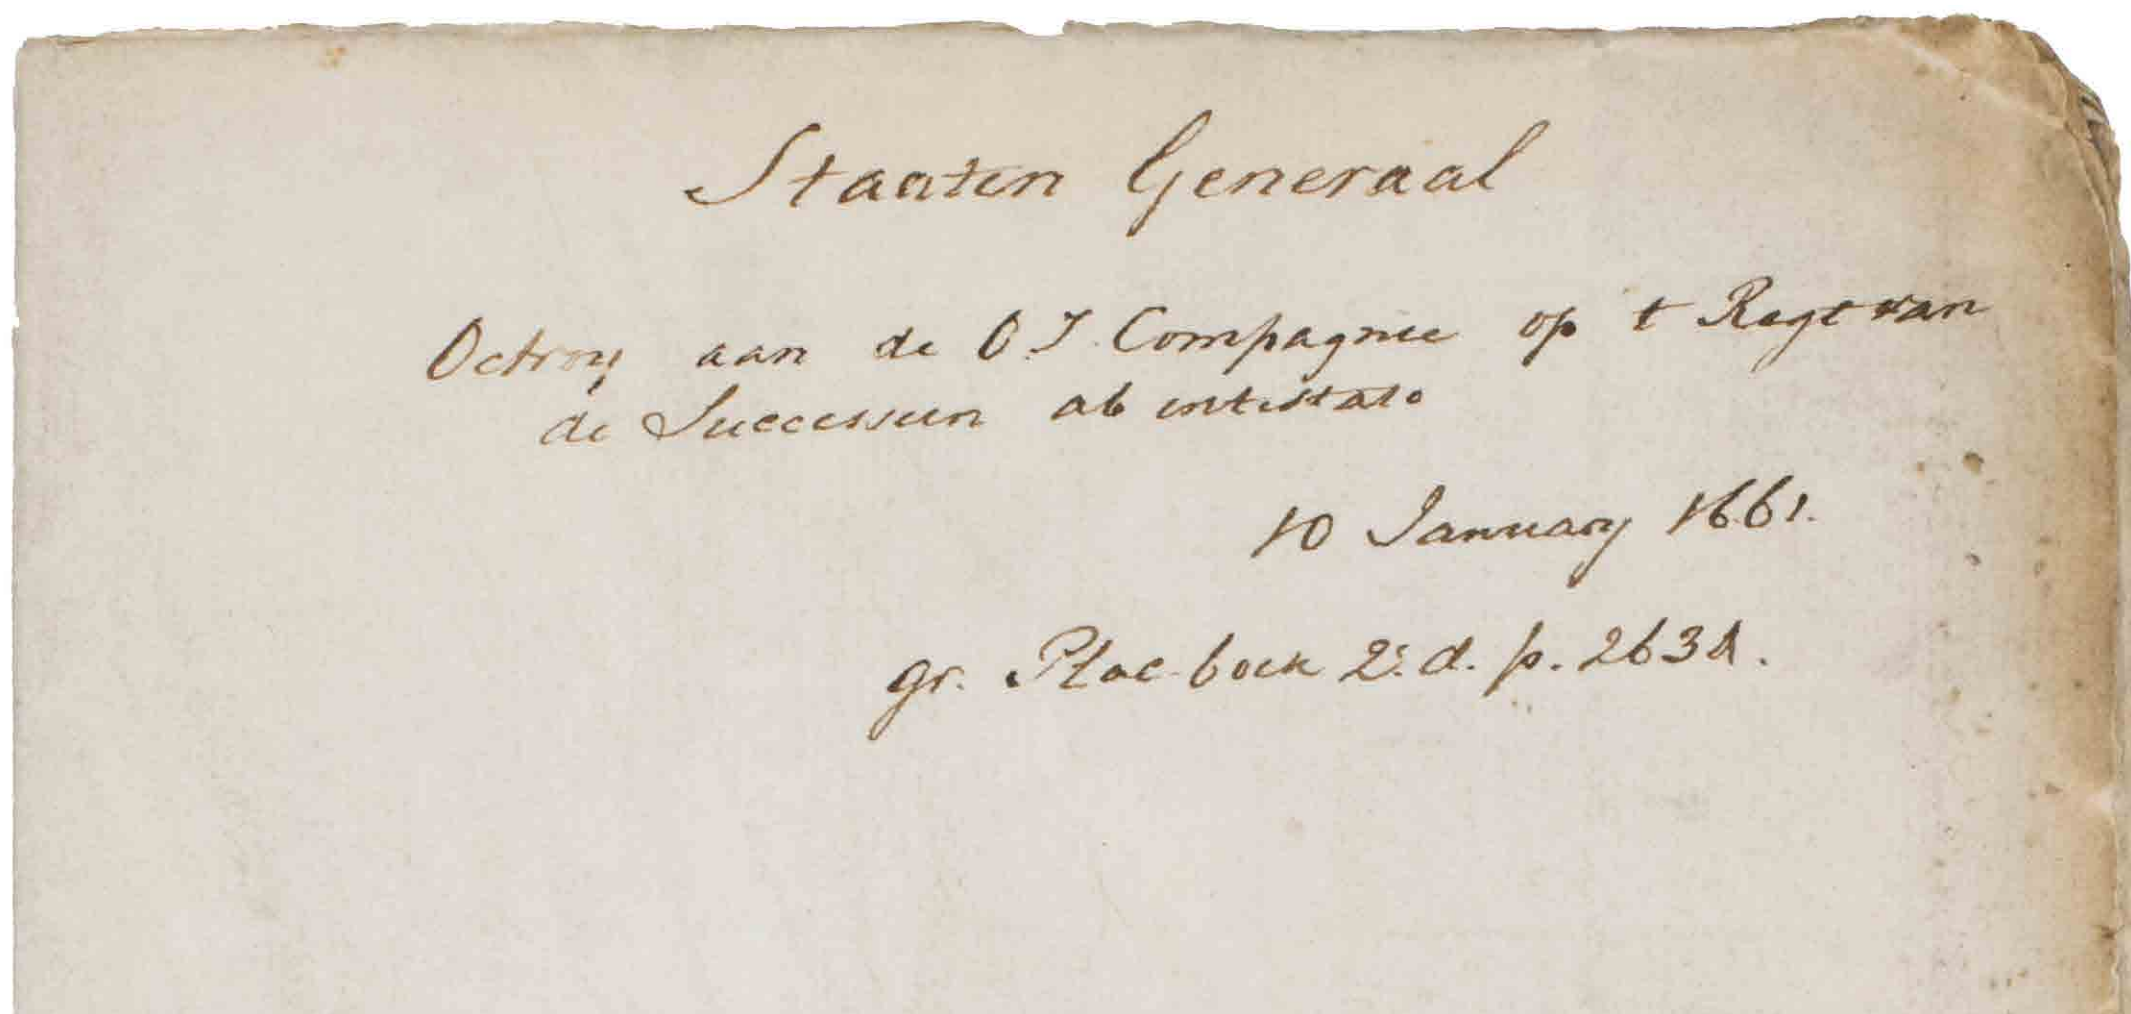 Staaten Generaal
Octroy aan de O.I. Compagnie op t Regt van
de Successien ab intestato
10 January 1661.
gr. Plac-boek 2e. d. p. 2634.